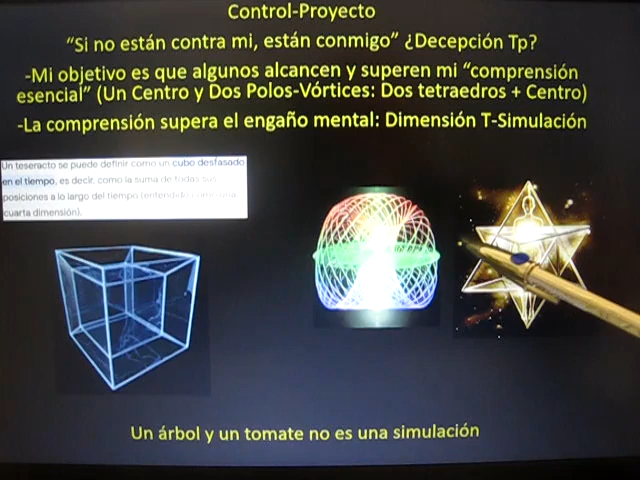 Control-Proyecto
“Si no están contra mi, están conmigo” ¿Decepción Tp?
-Mi objetivo es que algunos alcancen y superen mi “comprensión
esencial” (Un Centro y Dos Polos-Vórtices: Dos tetraedros + Centro)
-La comprensión supera el engaño mental: Dimensión T-Simulación
Un teseracto se puede definir como un cubo desfasado
en el tiempo, es decir, como la suma de todas sus
posiciones a lo largo del tiempo (entendido como una
cuarta dimensión).
Un árbol y un tomate no es una simulación